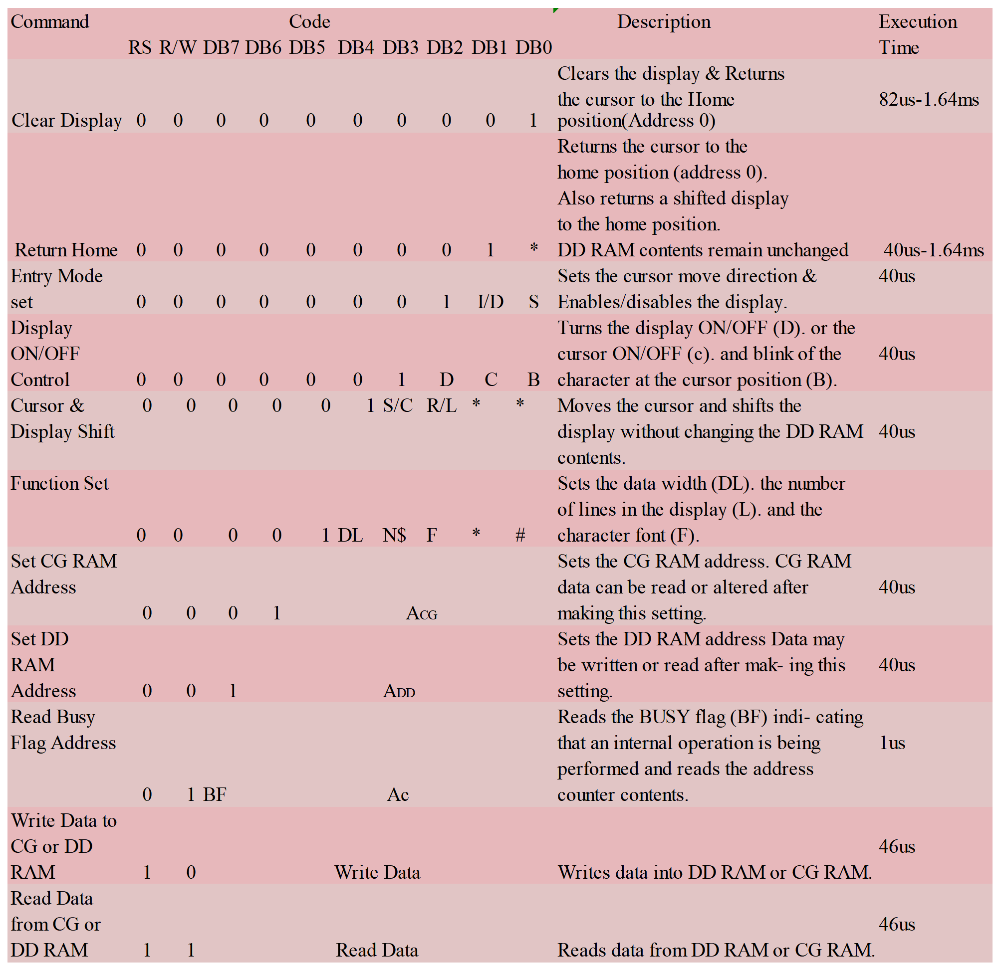 Command Code Description Execution
RS R/W DB7 DB6 DB5 DB4 DB3 DB2 DB1 DB0 Time
Clears the display & Returns
the cursor to the Home 82us-1.64ms
Clear Display 0 0 0 0 0 0 0 0 0 1 position(Address 0)
Returns the cursor to the
home position (address 0).
Also returns a shifted display
to the home position.
Return Home 0 0 0 0 0 0 0 0 1 * DD RAM contents remain unchanged 40us-1.64ms
Entry Mode Sets the cursor move direction & 40us
set 0 0 0 0 0 0 0 1 I/D S Enables/disables the display.
Display Turns the display ON/OFF (D). or the
ON/OFF cursor ON/OFF (c). and blink of the 40us
Control 0 0 0 0 0 0 1 D C B character at the cursor position (B).
Cursor & 0 0 0 0 0 1 S/C R/L * * Moves the cursor and shifts the
Display Shift display without changing the DD RAM 40us
contents.
Function Set Sets the data width (DL). the number
of lines in the display (L). and the
0 0 0 0 1 DL N$ F * # character font (F).
Set CG RAM Sets the CG RAM address. CG RAM
Address data can be read or altered after 40us
0 0 0 1 ACG making this setting.
Set DD Sets the DD RAM address Data may
RAM be written or read after mak- ing this 40us
Address 0 0 1 ADD setting.
Read Busy Reads the BUSY flag (BF) indi- cating
Flag Address that an internal operation is being 1us
performed and reads the address
0 1 BF Ac counter contents.
Write Data to
CG or DD 46us
RAM 1 0 Write Data Writes data into DD RAM or CG RAM.
Read Data
from CG or 46us
DD RAM 1 1 Read Data Reads data from DD RAM or CG RAM.